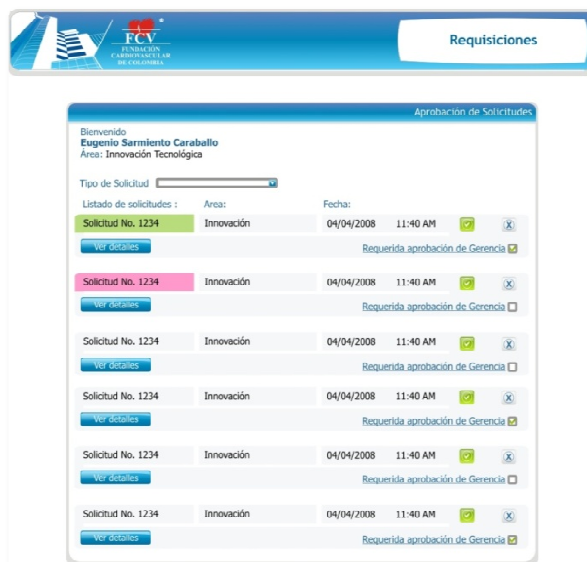 FCV
FUNDACIÓN
CARDIOVASCULAR
DE COLOMBIA
Requisiciones
Aprobación de Solicitudes
Bienvenido
Eugenio Sarmiento Caraballo
Área: Innovación Tecnológica
Tipo de Solicitud
Listado de solicitudes : Area: Fecha:
Solicitud No. 1234 Innovación 04/04/2008 11:40 AM
Ver detalles Requerida aprobación de Gerencia
Solicitud No. 1234 Innovación 04/04/2008 11:40 AM
Ver detalles Requerida aprobación de Gerencia
Solicitud No. 1234 Innovación 04/04/2008 11:40 AM
Ver detalles Requerida aprobación de Gerencia
Solicitud No. 1234 Innovación 04/04/2008 11:40 AM
Ver detalles Requerida aprobación de Gerencia
Solicitud No. 1234 Innovación 04/04/2008 11:40 AM
Ver detalles Requerida aprobación de Gerencia
Solicitud No. 1234 Innovación 04/04/2008 11:40 AM
Ver detalles Requerida aprobación de Gerencia